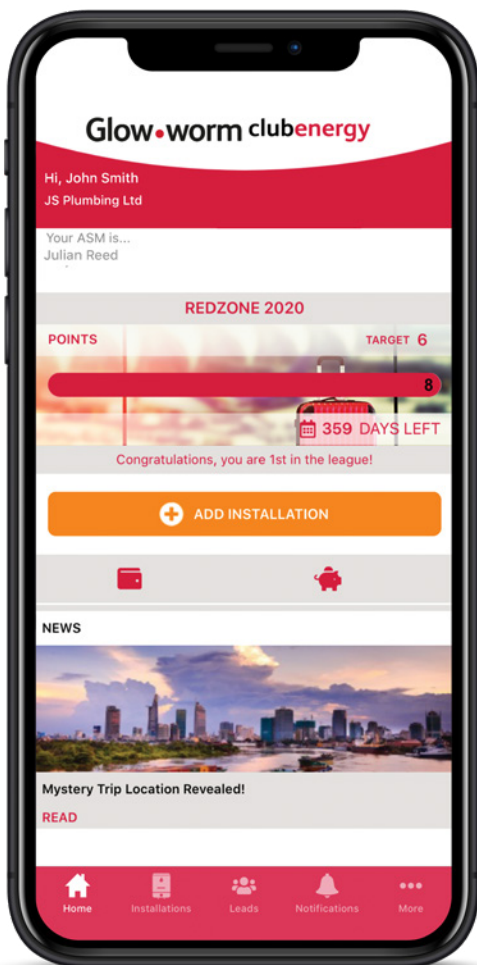 Glow•worm clubenergy
Hi, John Smith
JS Plumbing Ltd
Your ASM is...
Julian Reed
REDZONE 2020
POINTS
TARGET 6
8
359 DAYS LEFT
Congratulations, you are 1st in the league!
ADD INSTALLATION
NEWS
Mystery Trip Location Revealed!
READ
Home Installations Leads Notifications More